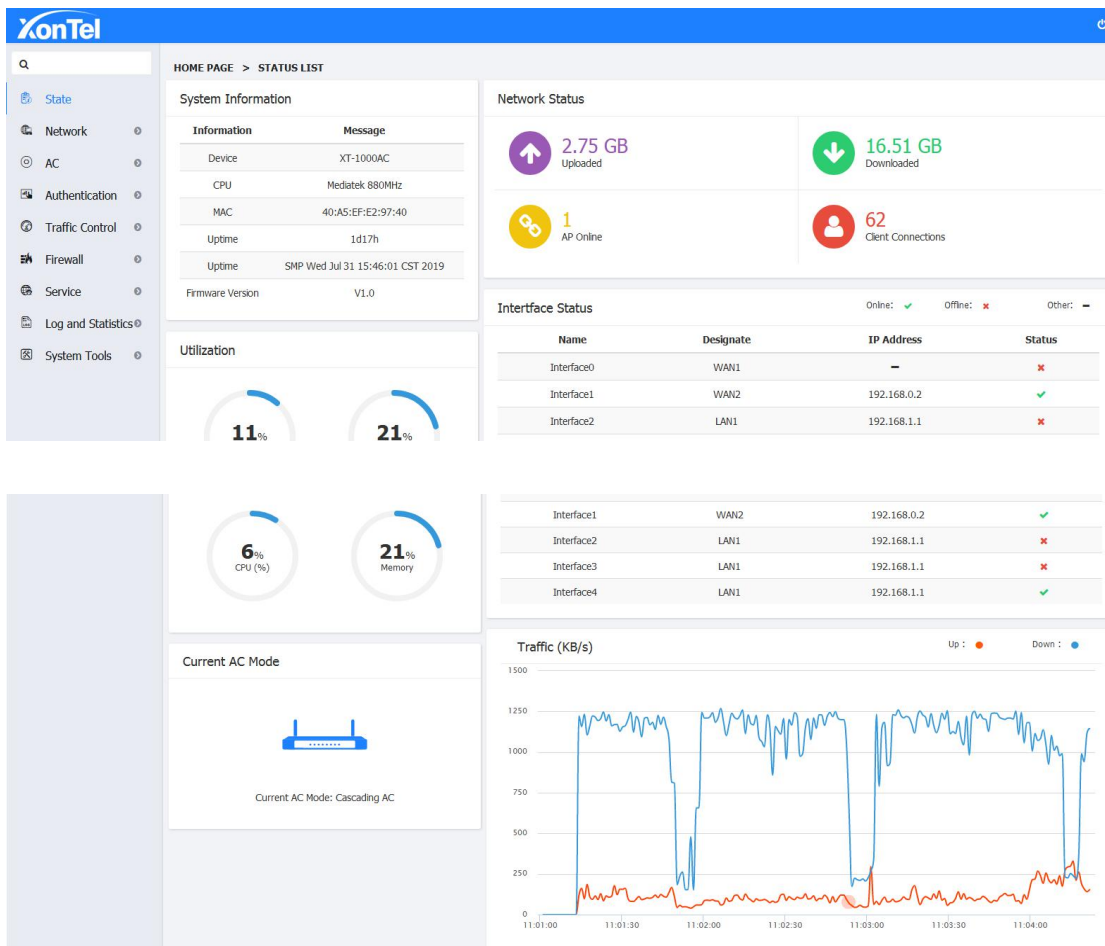 XonTel
HOME PAGE > STATUS LIST
State
Network
AC
Authentication
Traffic Control
Firewall
Service
Log and Statistics
System Tools
System Information
Information Message
Device XT-1000AC
CPU Mediatek 880MHz
MAC 40:A5:EF:E2:97:40
Uptime 1d17h
Uptime SMP Wed Jul 31 15:46:01 CST 2019
Firmware Version V1.0
Network Status
2.75 GB
Uploaded
16.51 GB
Downloaded
1
AP Online
62
Client Connections
Intertface Status Online: Offline: Other:
Name Designate IP Address Status
Interface0 WAN1 –
Interface1 WAN2 192.168.0.2
Interface2 LAN1 192.168.1.1
Utilization
11% 21%
6% 21%
CPU (%) Memory
Interface1 WAN2 192.168.0.2
Interface2 LAN1 192.168.1.1
Interface3 LAN1 192.168.1.1
Interface4 LAN1 192.168.1.1
Current AC Mode
Current AC Mode: Cascading AC
Traffic (KB/s) Up : Down :
1500
1250
1000
750
500
250
0
11:01:00 11:01:30 11:02:00 11:02:30 11:03:00 11:03:30 11:04:00